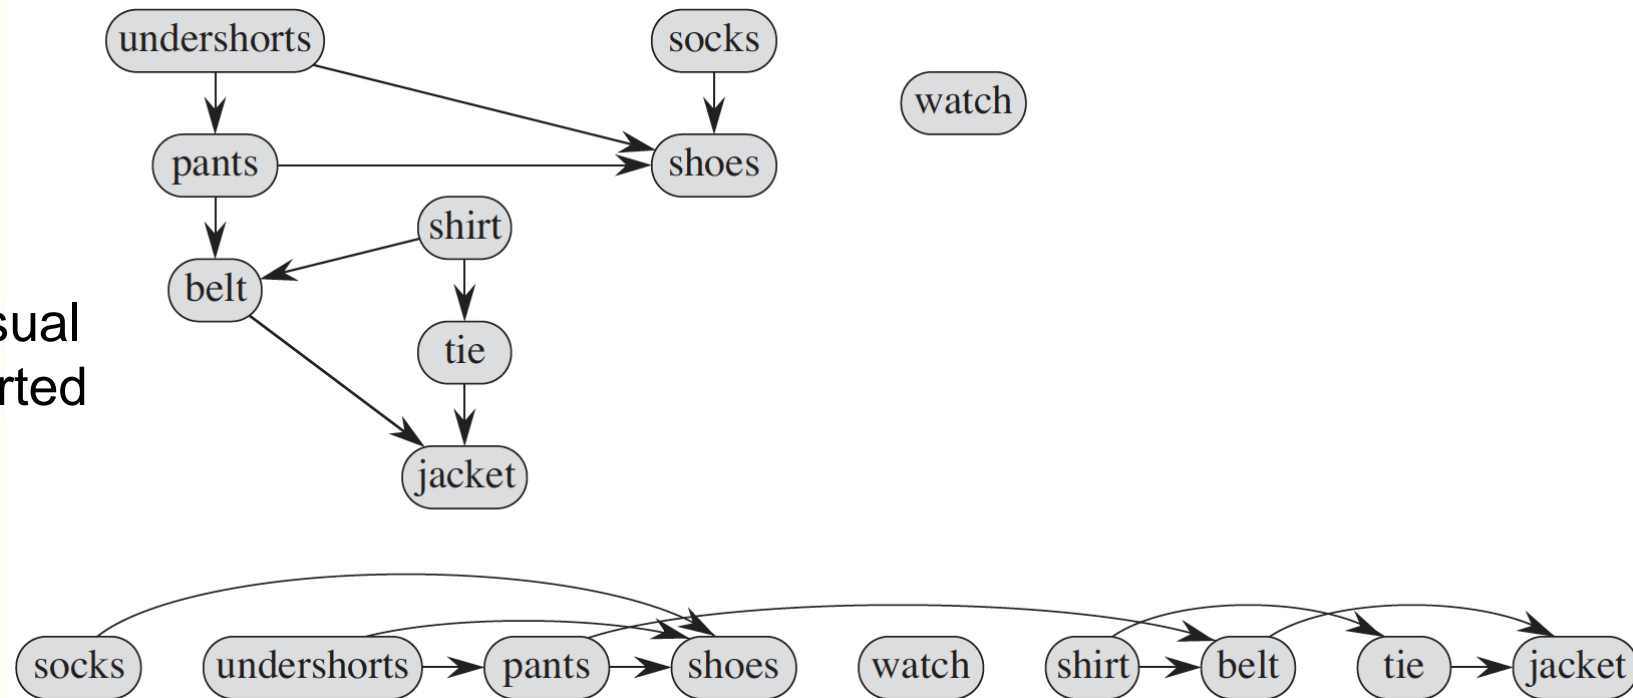 undershorts socks
watch
pants shoes
shirt
belt
sual
tie
rted
jacket
socks undershorts pants shoes watch shirt belt tie jacket